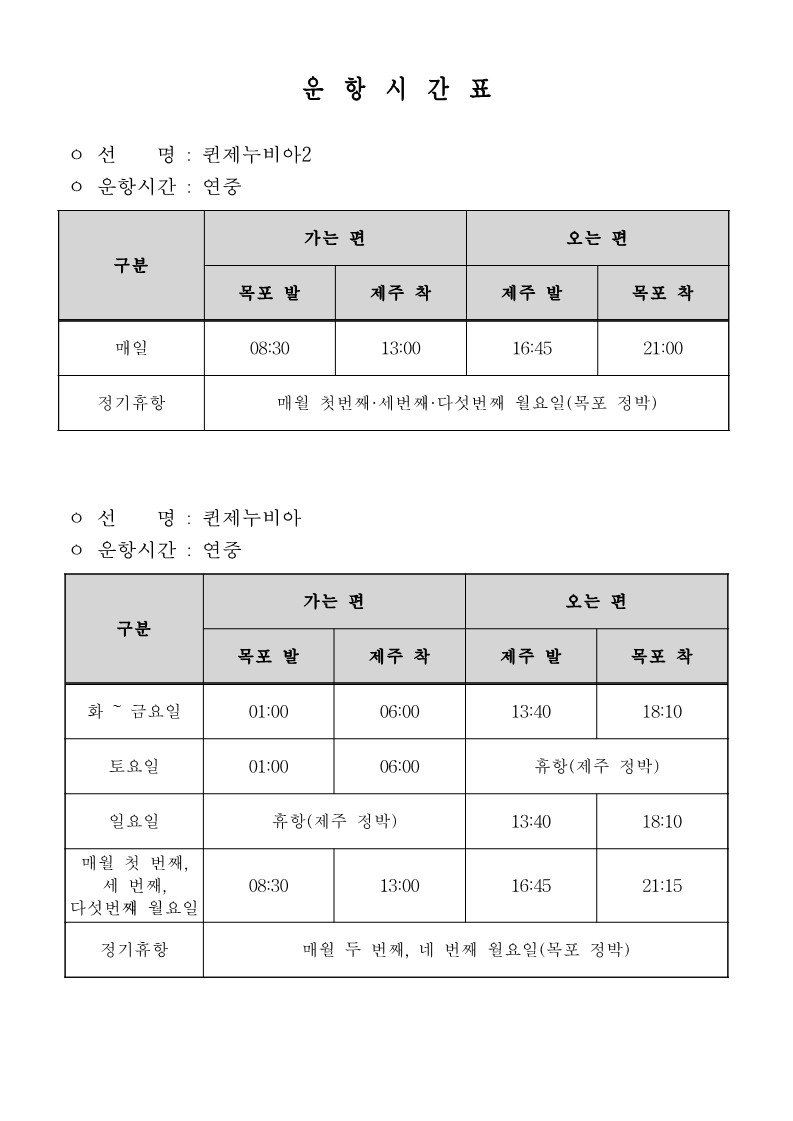 운 항 시 간 표
ㅇ 선 명 : 퀸제누비아2
ㅇ 운항시간 : 연중
구분 가는 편 오는 편
목포 발 제주 착 제주 발 목포 착
매일 08:30 13:00 16:45 21:00
정기휴항 매월 첫번째·세번째·다섯번째 월요일(목포 정박)
ㅇ 선 명 : 퀸제누비아
ㅇ 운항시간 : 연중
구분 가는 편 오는 편
목포 발 제주 착 제주 발 목포 착
화 ~ 금요일 01:00 06:00 13:40 18:10
토요일 01:00 06:00 휴항(제주 정박)
일요일 휴항(제주 정박) 13:40 18:10
매월 첫 번째,
세 번째,
다섯번째 월요일
08:30 13:00 16:45 21:15
정기휴항 매월 두 번째, 네 번째 월요일(목포 정박)